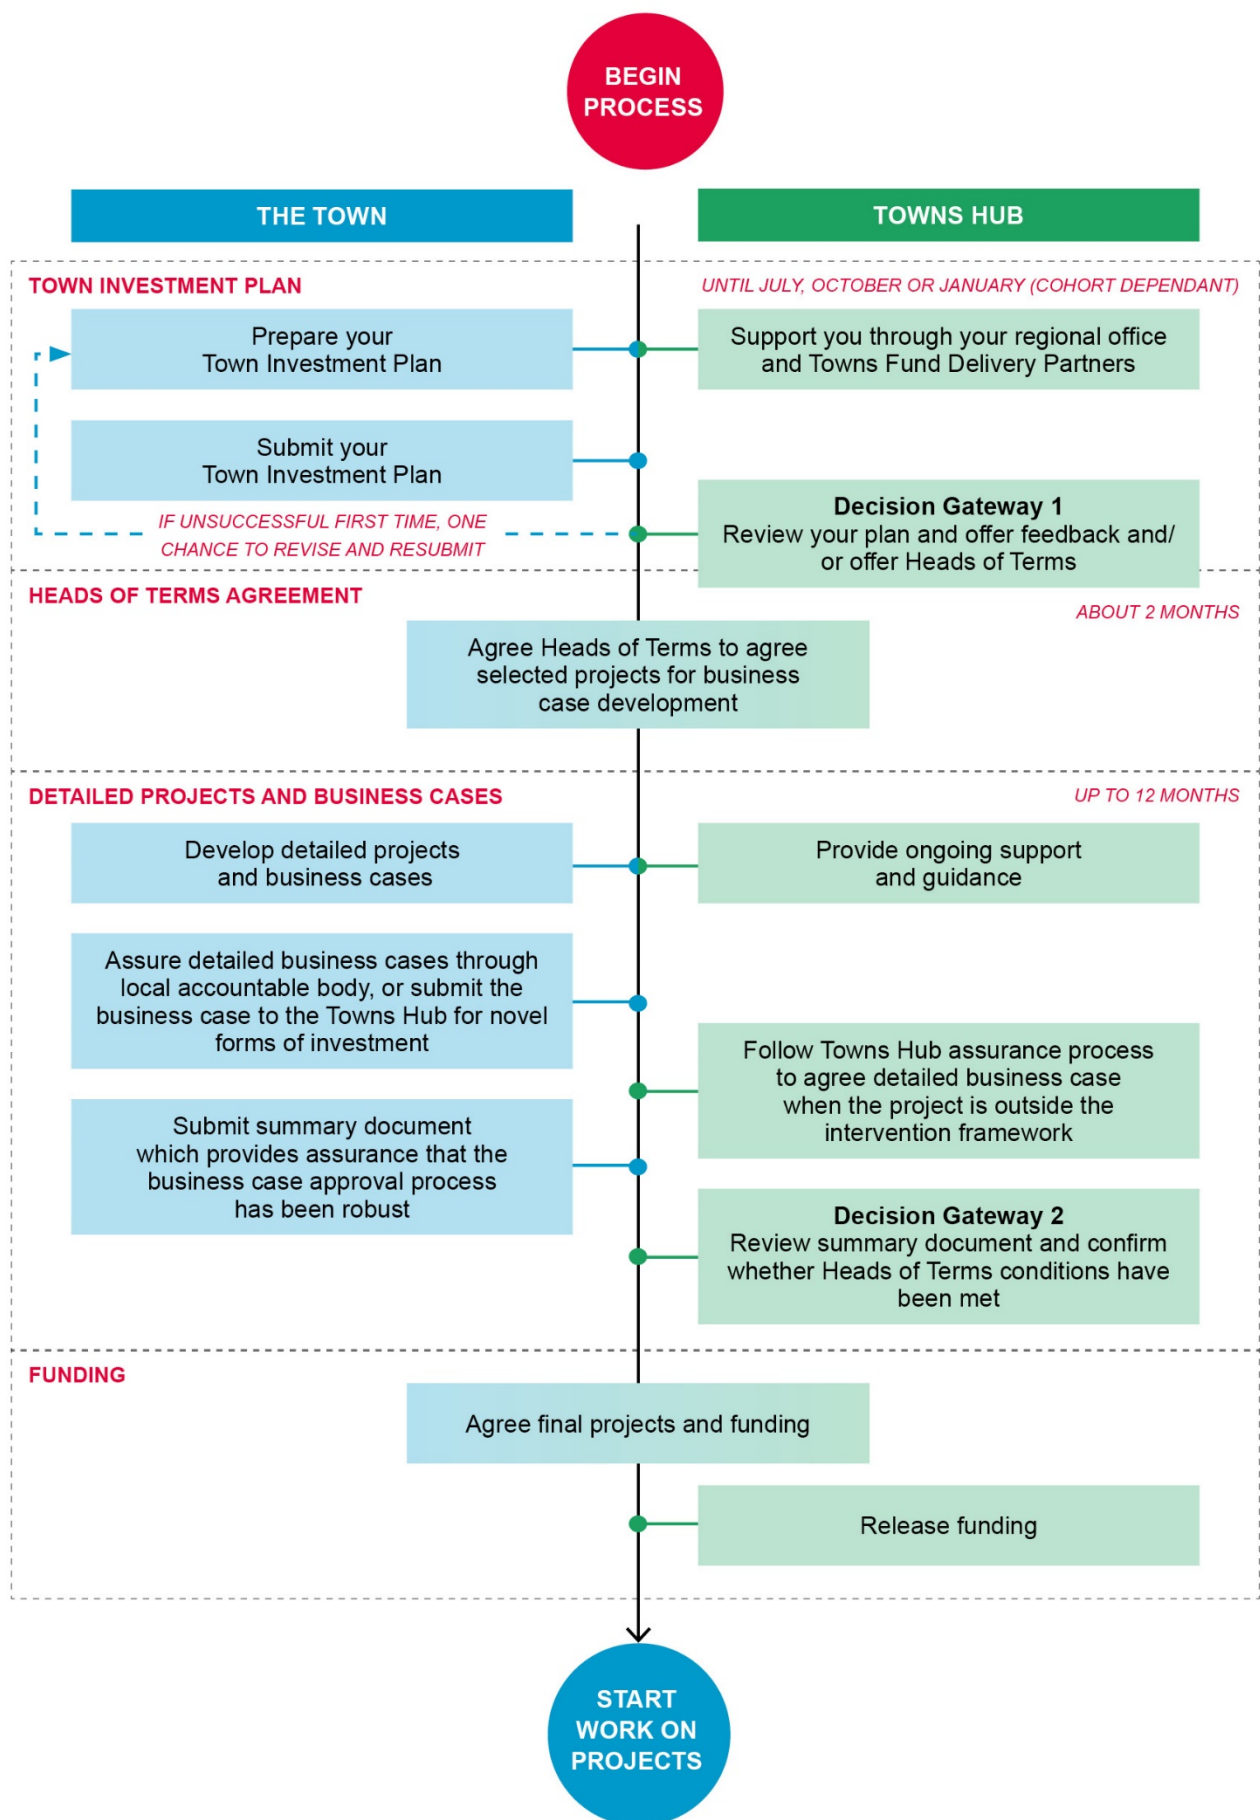 BEGIN
PROCESS
THE TOWN
TOWNS HUB
TOWN INVESTMENT PLAN
UNTIL JULY, OCTOBER OR JANUARY (COHORT DEPENDANT)
Prepare your
Town Investment Plan
Support you through your regional office
and Towns Fund Delivery Partners
Submit your
Town Investment Plan
IF UNSUCCESSFUL FIRST TIME, ONE
CHANCE TO REVISE AND RESUBMIT
Decision Gateway 1
Review your plan and offer feedback and/
or offer Heads of Terms
HEADS OF TERMS AGREEMENT
ABOUT 2 MONTHS
Agree Heads of Terms to agree
selected projects for business
case development
DETAILED PROJECTS AND BUSINESS CASES
UP TO 12 MONTHS
Develop detailed projects
and business cases
Provide ongoing support
and guidance
Assure detailed business cases through
local accountable body, or submit the
business case to the Towns Hub for novel
forms of investment
Follow Towns Hub assurance process
to agree detailed business case
when the project is outside the
intervention framework
Submit summary document
which provides assurance that the
business case approval process
has been robust
Decision Gateway 2
Review summary document and confirm
whether Heads of Terms conditions have
been met
FUNDING
Agree final projects and funding
Release funding
START
WORK ON
PROJECTS